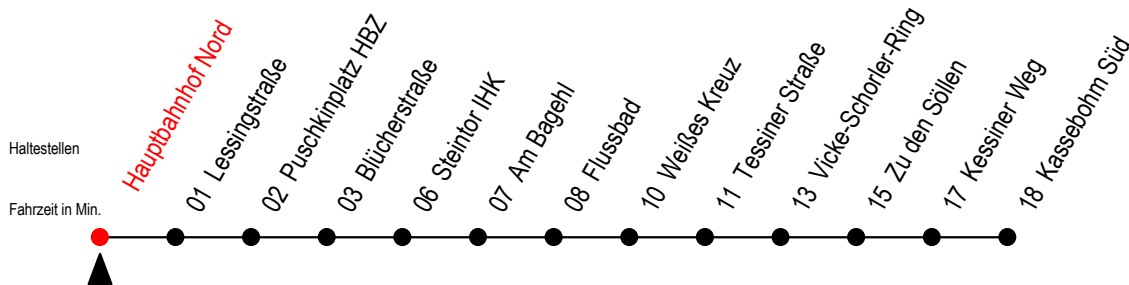 Haltestellen
Fahrzeit in Min.
Hauptbahnhof Nord
01 Lessingstraße
02 Puschkinplatz HBZ
03 Blücherstraße
06 Steintor IHK
07 Am Bagehl
08 Flussbad
10 Weißes Kreuz
11 Tessiner Straße
13 Vicke-Schorler-Ring
15 Zu den Söllen
17 Kessiner Weg
18 Kassebohm Süd